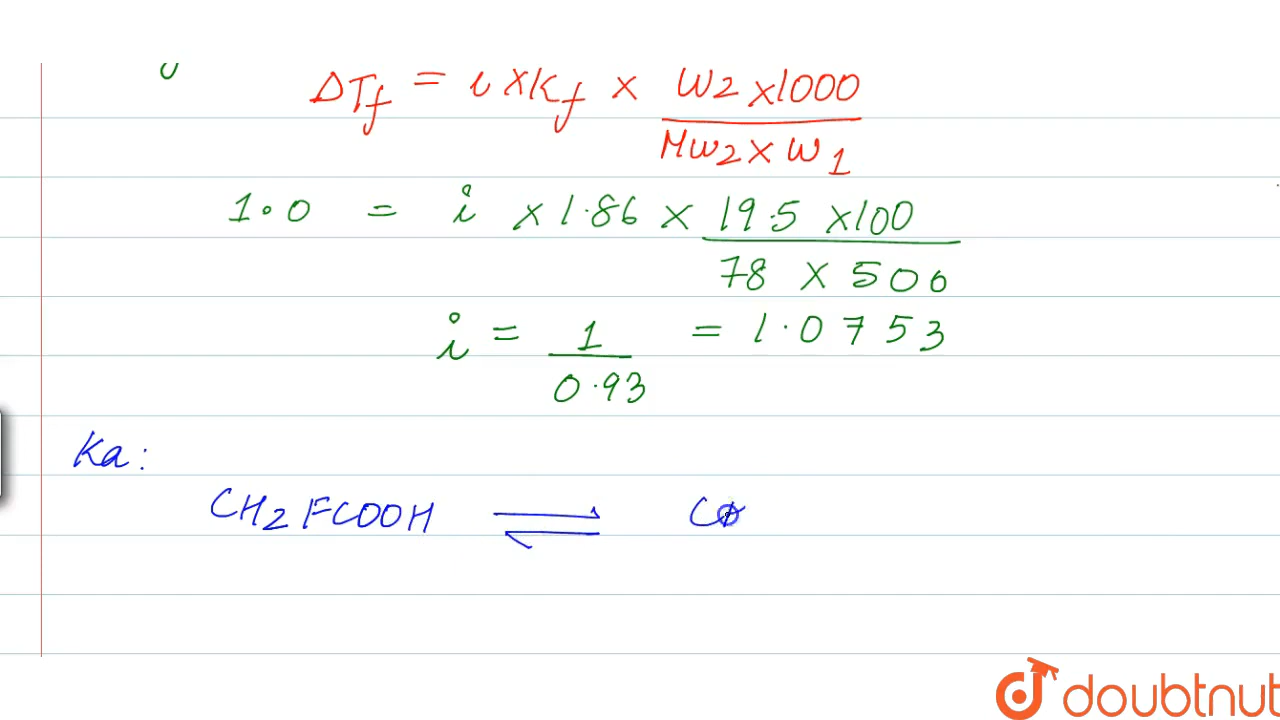 ΔTf = i × Kf × W2 × 1000
Mw2 × W1
1.0 = i × 1.86 × 19.5 × 100
78 × 500
i = 1 = 1.0753
0.93
Ka:
CH2FCOOH ⇌ C
doubtnut